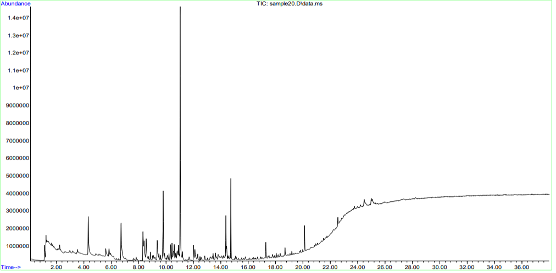 Abundance
TIC: sample20.D\data.ms
1.4e+07
1.2e+07
1.1e+07
1e+07
9000000
8000000
7000000
6000000
5000000
4000000
3000000
2000000
1000000
Time-->
2.00 4.00 6.00 8.00 10.00 12.00 14.00 16.00 18.00 20.00 22.00 24.00 26.00 28.00 30.00 32.00 34.00 36.00